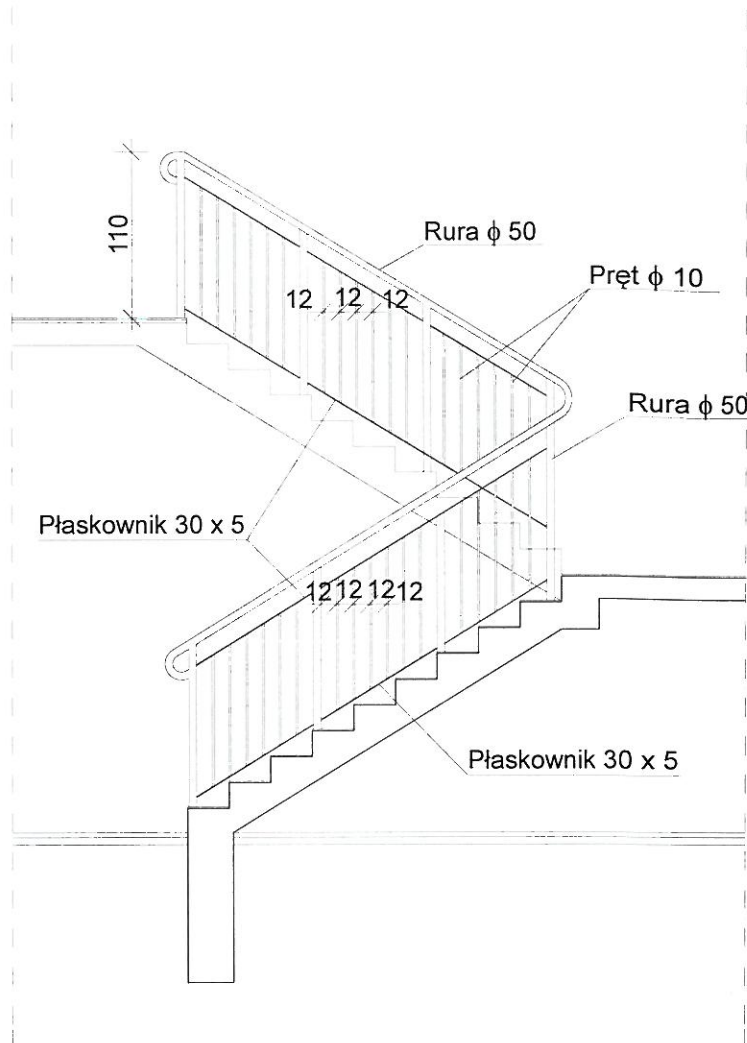 110
Rura ϕ 50
Pręt ϕ 10
12 12 12
Rura ϕ 50
Płaskownik 30 x 5
12 12 12 12
Płaskownik 30 x 5